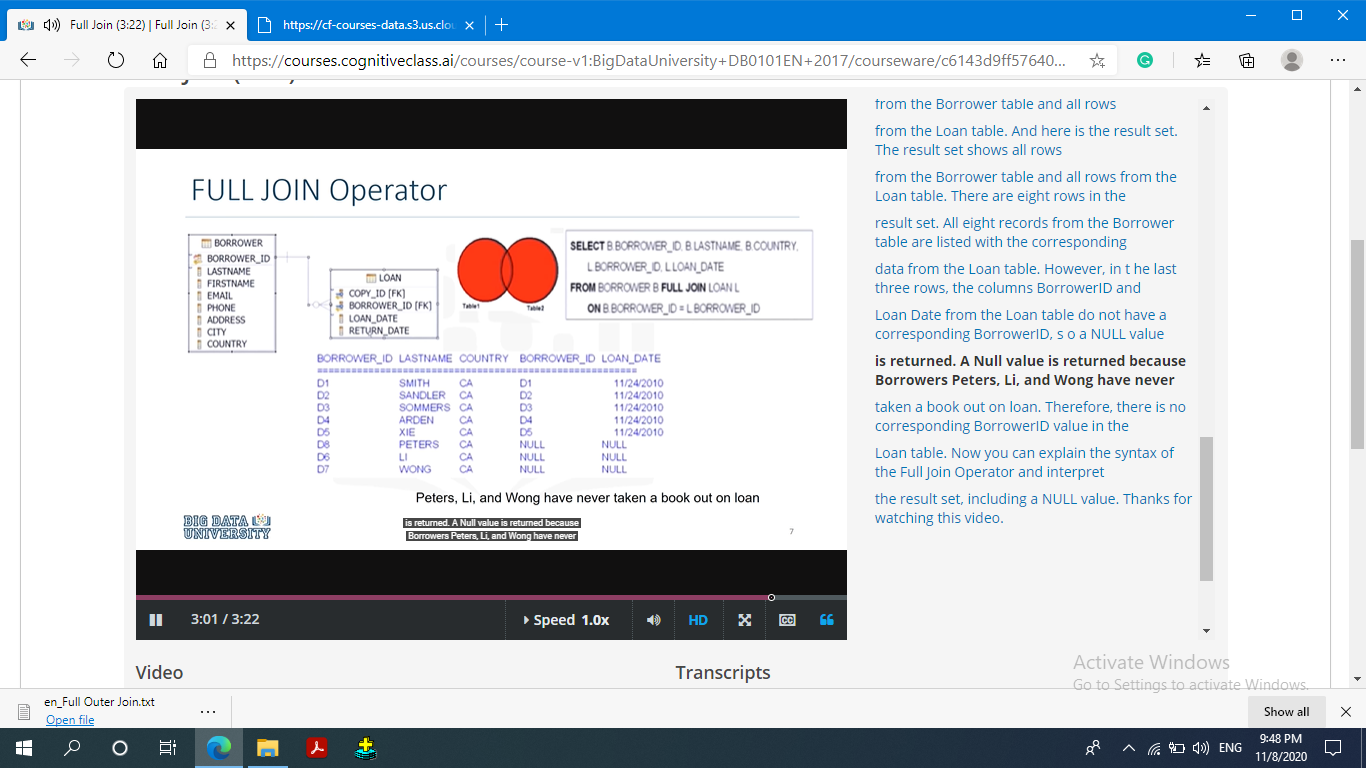 Full Join (3:22) | Full Join (3:2
https://cf-courses-data.s3.us.clou
https://courses.cognitiveclass.ai/courses/course-v1:BigDataUniversity+DB0101EN+2017/courseware/c6143d9ff57640...
FULL JOIN Operator
BORROWER
BORROWER_ID
LASTNAME
FIRSTNAME
EMAIL
PHONE
ADDRESS
CITY
COUNTRY
LOAN
COPY_ID [FK]
BORROWER_ID [FK]
LOAN_DATE
RETURN_DATE
Table1
Table2
SELECT B.BORROWER_ID, B.LASTNAME, B.COUNTRY,
L.BORROWER_ID, L.LOAN_DATE
FROM BORROWER B FULL JOIN LOAN L
ON B.BORROWER_ID = L.BORROWER_ID
BORROWER_ID LASTNAME COUNTRY BORROWER_ID LOAN_DATE
==================================================
D1 SMITH CA D1 11/24/2010
D2 SANDLER CA D2 11/24/2010
D3 SOMMERS CA D3 11/24/2010
D4 ARDEN CA D4 11/24/2010
D5 XIE CA D5 11/24/2010
D8 PETERS CA NULL NULL
D6 LI CA NULL NULL
D7 WONG CA NULL NULL
Peters, Li, and Wong have never taken a book out on loan
BIG DATA
UNIVERSITY
is returned. A Null value is returned because
Borrowers Peters, Li, and Wong have never
7
3:01 / 3:22
Speed 1.0x
HD
CC
from the Borrower table and all rows
from the Loan table. And here is the result set.
The result set shows all rows
from the Borrower table and all rows from the
Loan table. There are eight rows in the
result set. All eight records from the Borrower
table are listed with the corresponding
data from the Loan table. However, in t he last
three rows, the columns BorrowerID and
Loan Date from the Loan table do not have a
corresponding BorrowerID, s o a NULL value
is returned. A Null value is returned because
Borrowers Peters, Li, and Wong have never
taken a book out on loan. Therefore, there is no
corresponding BorrowerID value in the
Loan table. Now you can explain the syntax of
the Full Join Operator and interpret
the result set, including a NULL value. Thanks for
watching this video.
Video
Transcripts
Activate Windows
Go to Settings to activate Windows.
en_Full Outer Join.txt
Open file
Show all
ENG
9:48 PM
11/8/2020